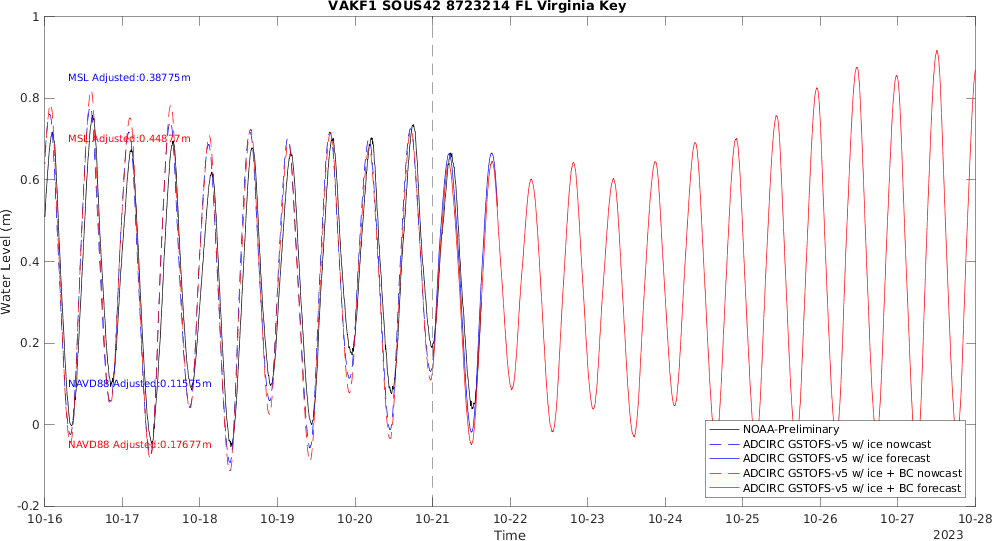 VAKF1 SOUS42 8723214 FL Virginia Key
1
0.8
0.6
0.4
0.2
0
-0.2
Water Level (m)
MSL Adjusted:0.38775m
MSL Adjusted:0.44877m
NAVD88 Adjusted:0.11575m
NAVD88 Adjusted:0.17677m
NOAA-Preliminary
ADCIRC GSTOFS-v5 w/ ice nowcast
ADCIRC GSTOFS-v5 w/ ice forecast
ADCIRC GSTOFS-v5 w/ ice + BC nowcast
ADCIRC GSTOFS-v5 w/ ice + BC forecast
10-16 10-17 10-18 10-19 10-20 10-21 10-22 10-23 10-24 10-25 10-26 10-27 10-28
Time
2023